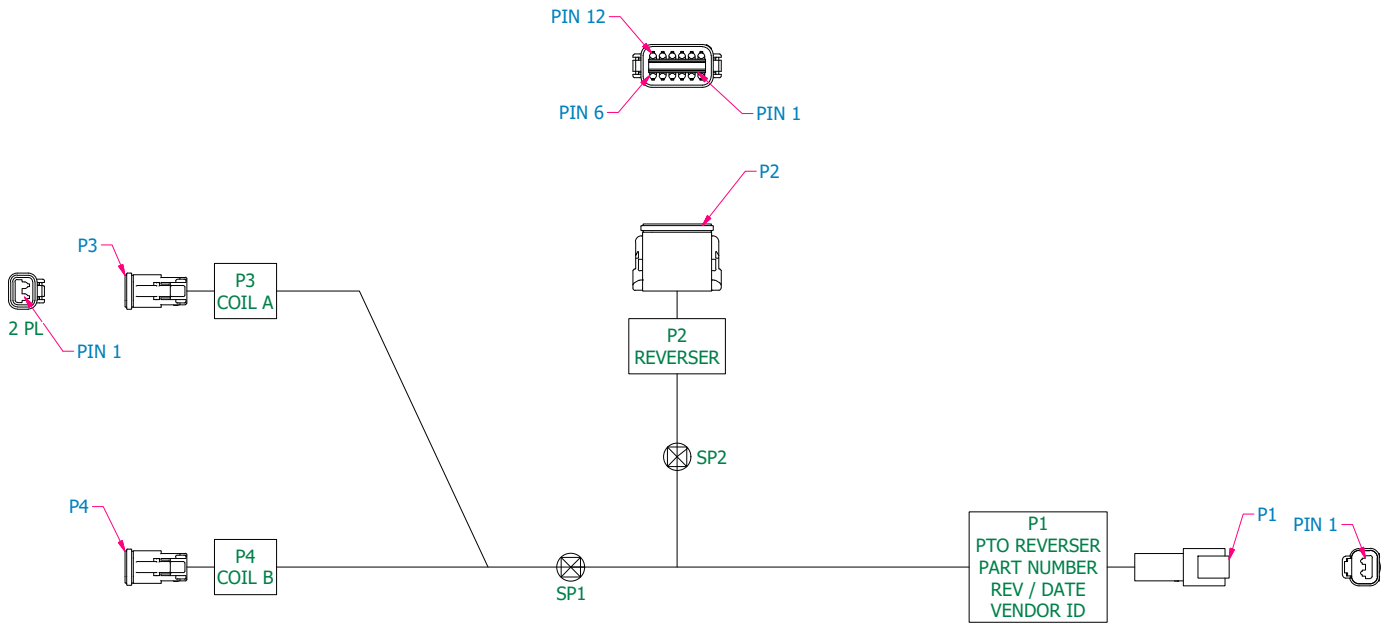 PIN 12
PIN 6
PIN 1
P2
P3
P3
COIL A
2 PL
PIN 1
P2
REVERSER
SP2
P4
P4
COIL B
SP1
P1
PTO REVERSER
PART NUMBER
REV / DATE
VENDOR ID
P1
PIN 1